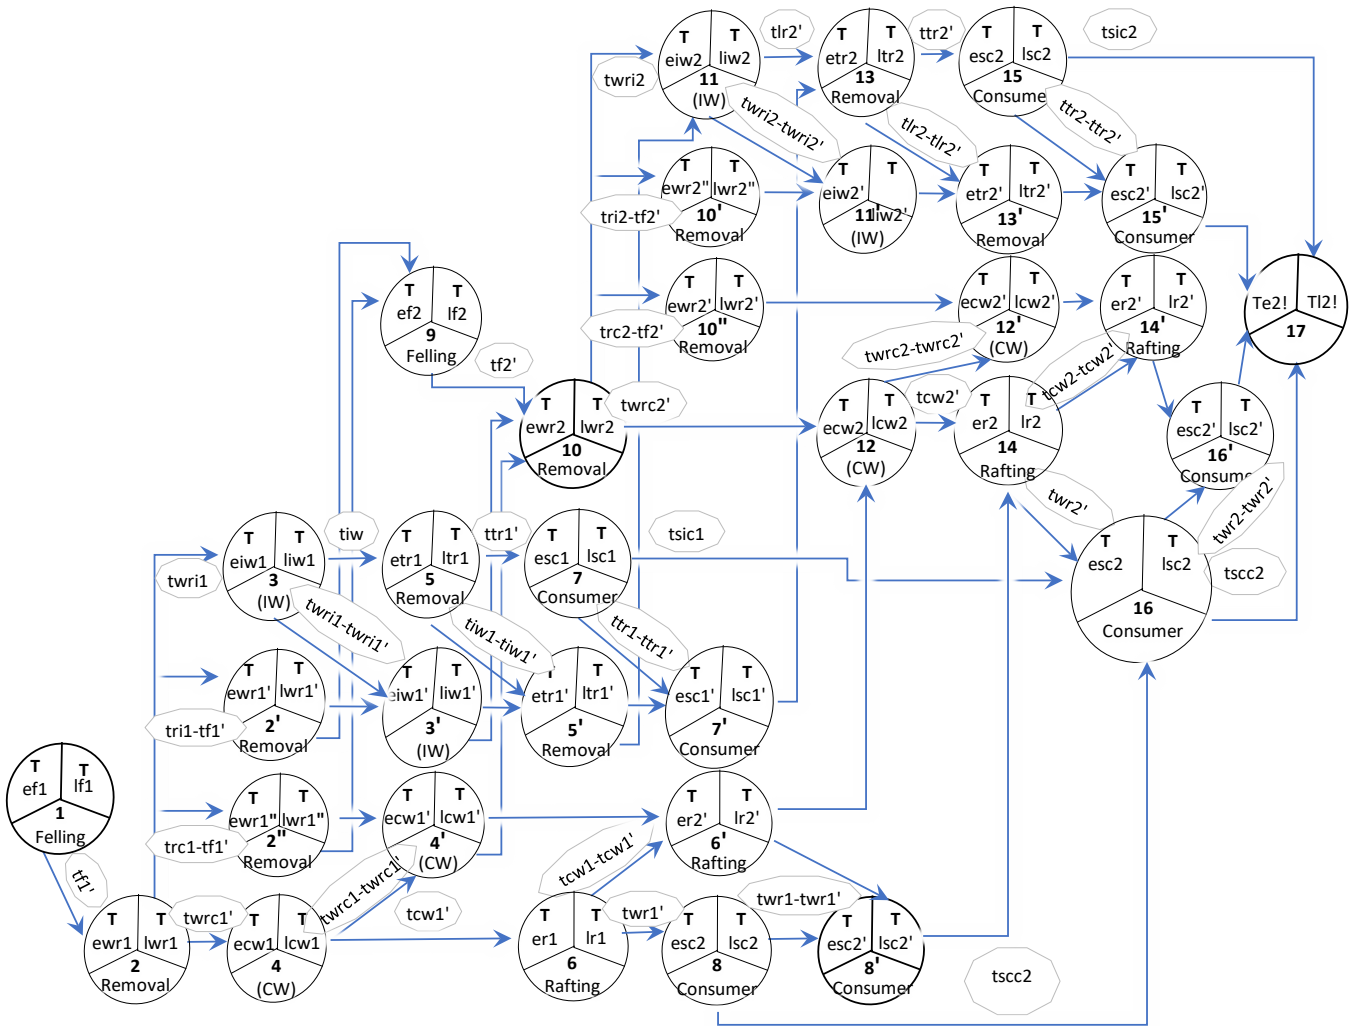 T T
eiw2 liw2
11
(IW)
tlr2'
T T
etr2 ltr2
13
Removal
ttr2'
T T
esc2 lsc2
15
Consumer
tsic2
twri2
twri2-twri2'
tlr2-tlr2'
ttr2-ttr2'
T T
ewr2" lwr2"
10'
Removal
T T
eiw2' liw2'
11'
(IW)
T T
etr2' ltr2'
13'
Removal
T T
esc2' lsc2'
15'
Consumer
tri2-tf2'
T T
ewr2' lwr2'
10"
Removal
T T
ecw2' lcw2'
12'
(CW)
T T
er2' lr2'
14'
Rafting
Te2! Tl2!
17
T T
ef2 lf2
9
Felling
trc2-tf2'
twrc2-twrc2'
tcw2-tcw2'
tf2'
T T
ewr2 lwr2
10
Removal
twrc2'
T T
ecw2 lcw2
12
(CW)
tcw2'
T T
er2 lr2
14
Rafting
T T
esc2' lsc2'
16'
Consumer
twr2'
twr2-twr2'
T T
eiw1 liw1
3
(IW)
tiw
T T
etr1 ltr1
5
Removal
ttr1'
T T
esc1 lsc1
7
Consumer
tsic1
T T
esc2 lsc2
16
Consumer
tscc2
twri1
twri1-twri1'
tiw1-tiw1'
ttr1-ttr1'
T T
ewr1' lwr1'
2'
Removal
T T
eiw1' liw1'
3'
(IW)
T T
etr1' ltr1'
5'
Removal
T T
esc1' lsc1'
7'
Consumer
tri1-tf1'
T T
ef1 lf1
1
Felling
T T
ewr1" lwr1"
2"
Removal
T T
ecw1' lcw1'
4'
(CW)
T T
er2' lr2'
6'
Rafting
trc1-tf1'
tf1'
twrc1-twrc1'
tcw1-tcw1'
T T
ewr1 lwr1
2
Removal
twrc1'
T T
ecw1 lcw1
4
(CW)
tcw1'
T T
er1 lr1
6
Rafting
twr1'
T T
esc2 lsc2
8
Consumer
twr1-twr1'
T T
esc2' lsc2'
8'
Consumer
tscc2